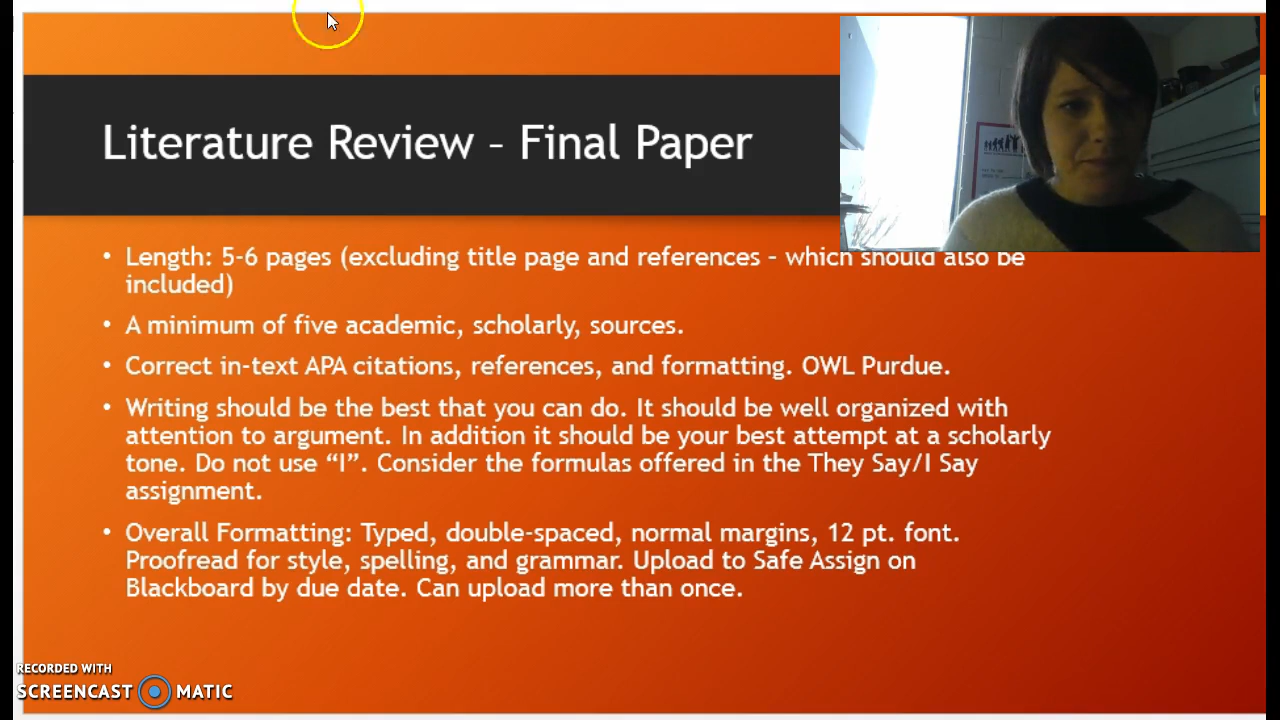 Literature Review – Final Paper
• Length: 5-6 pages (excluding title page and references – which should also be
included)
• A minimum of five academic, scholarly, sources.
• Correct in-text APA citations, references, and formatting. OWL Purdue.
• Writing should be the best that you can do. It should be well organized with
attention to argument. In addition it should be your best attempt at a scholarly
tone. Do not use “I”. Consider the formulas offered in the They Say/I Say
assignment.
• Overall Formatting: Typed, double-spaced, normal margins, 12 pt. font.
Proofread for style, spelling, and grammar. Upload to Safe Assign on
Blackboard by due date. Can upload more than once.
RECORDED WITH
SCREENCAST MATIC